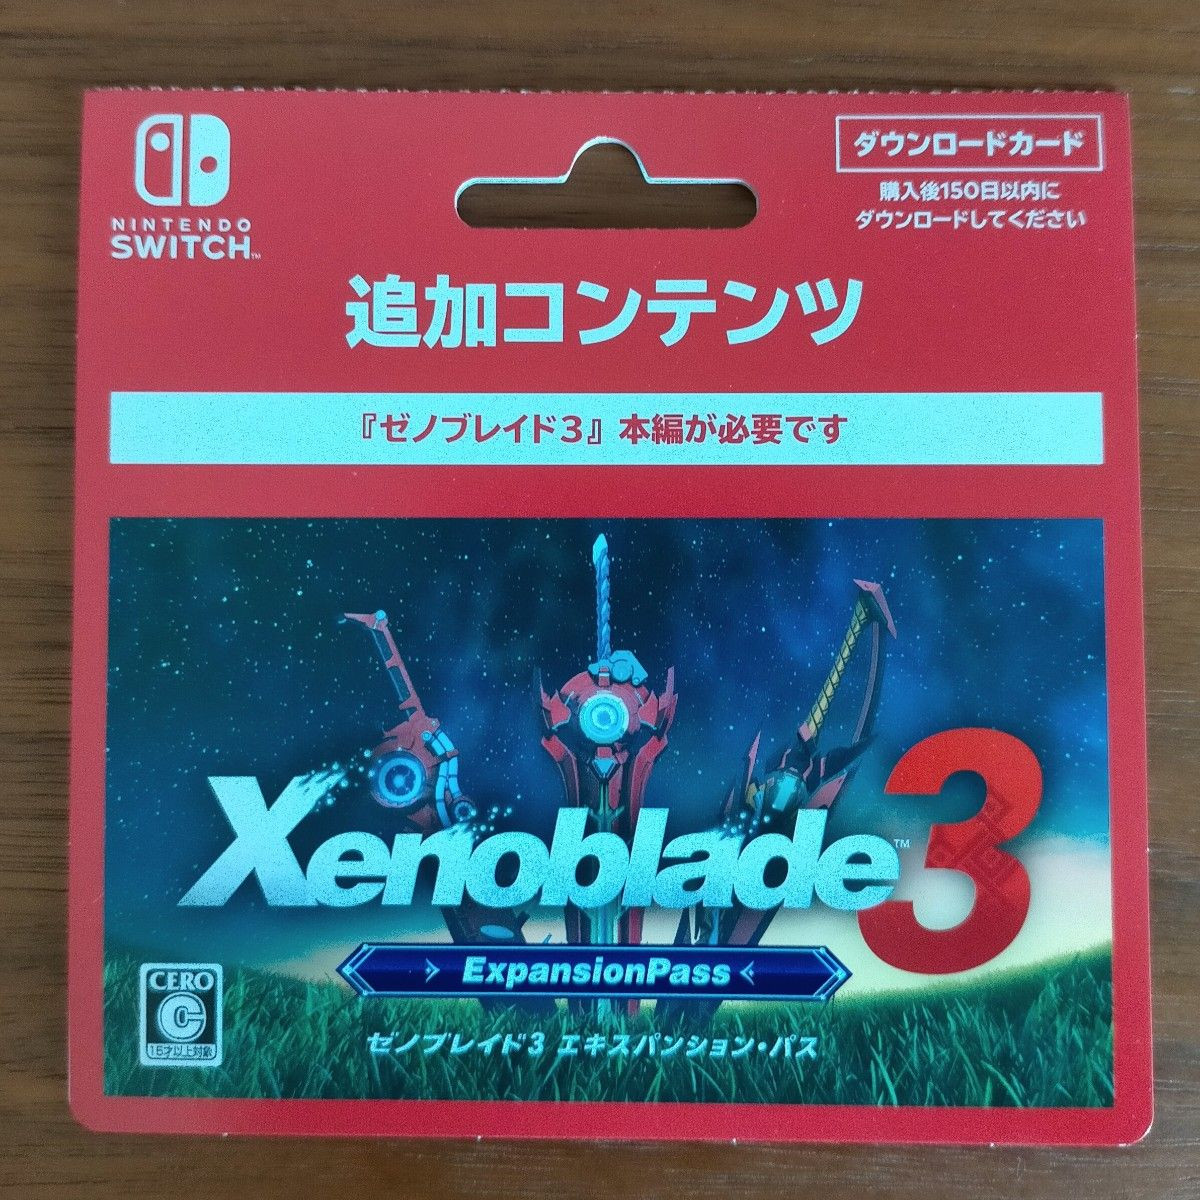 NINTENDO
SWITCH™
ダウンロードカード
購入後150日以内に
ダウンロードしてください
追加コンテンツ
『ゼノブレイド3』本編が必要です
Xenoblade™ 3
ExpansionPass
ゼノブレイド3 エキスパンション・パス
CERO
C
15才以上対象